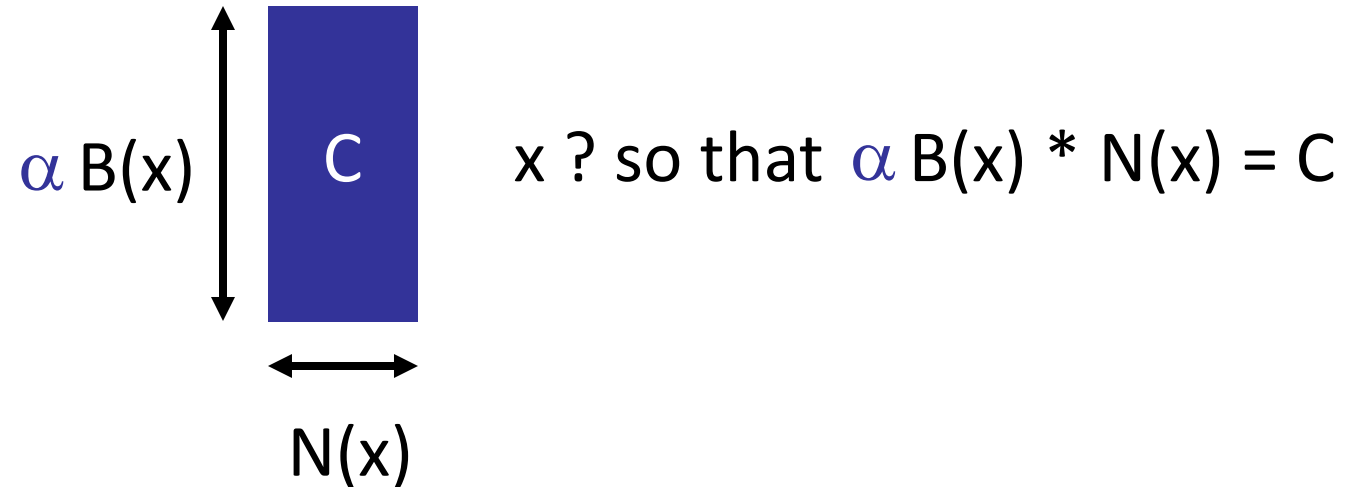 C
α B(x)
x ? so that α B(x) * N(x) = C
N(x)